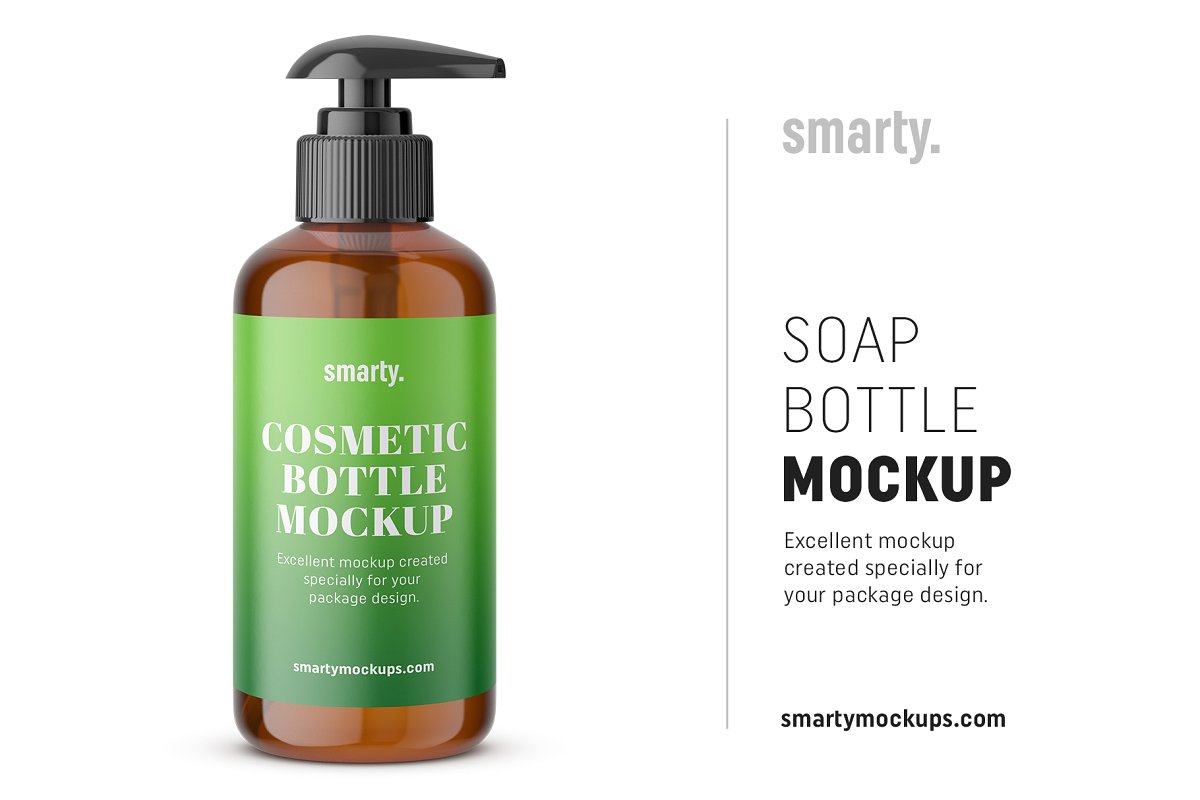 smarty.
COSMETIC
BOTTLE
MOCKUP
Excellent mockup created
specially for your
package design.
smartymockups.com
smarty.
SOAP
BOTTLE
MOCKUP
Excellent mockup
created specially for
your package design.
smartymockups.com